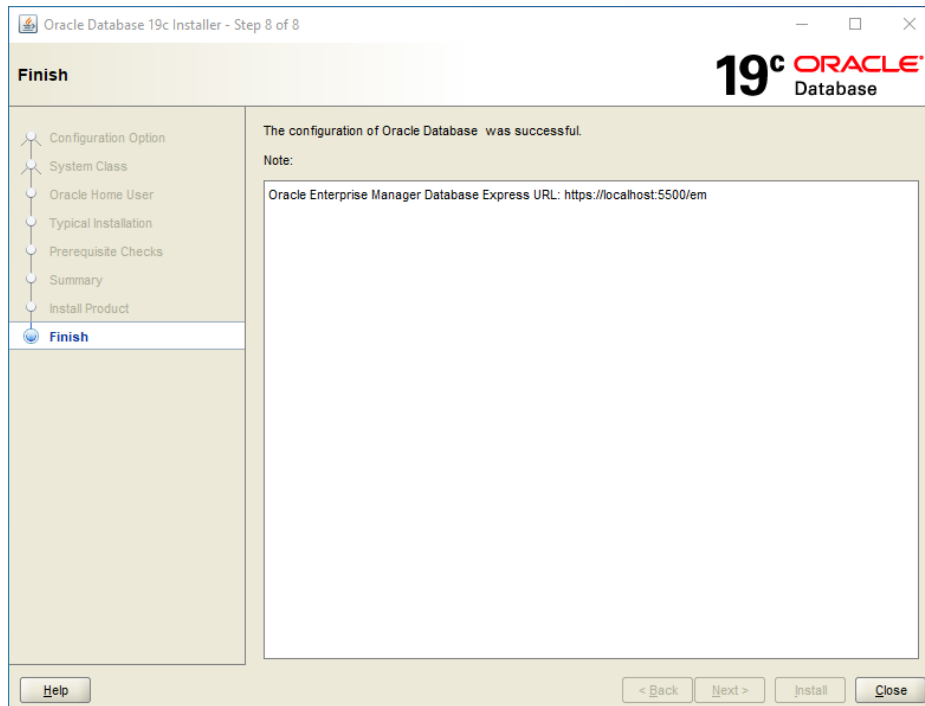 Oracle Database 19c Installer - Step 8 of 8
Finish
19c ORACLE
Database
Configuration Option
System Class
Oracle Home User
Typical Installation
Prerequisite Checks
Summary
Install Product
Finish
The configuration of Oracle Database was successful.
Note:
Oracle Enterprise Manager Database Express URL: https://localhost:5500/em
Help
< Back
Next >
Install
Close